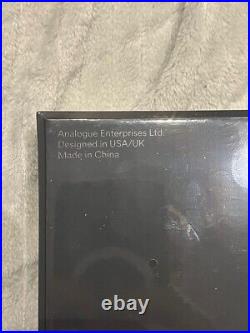 Analogue Enterprises Ltd.
Designed in USA/UK
Made in China